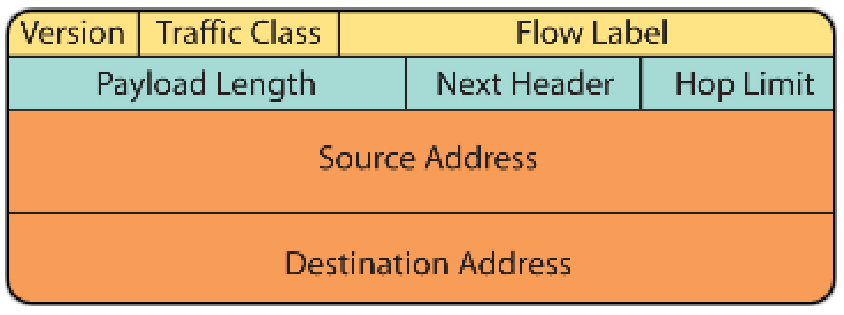 Version Traffic Class Flow Label
Payload Length Next Header Hop Limit
Source Address
Destination Address